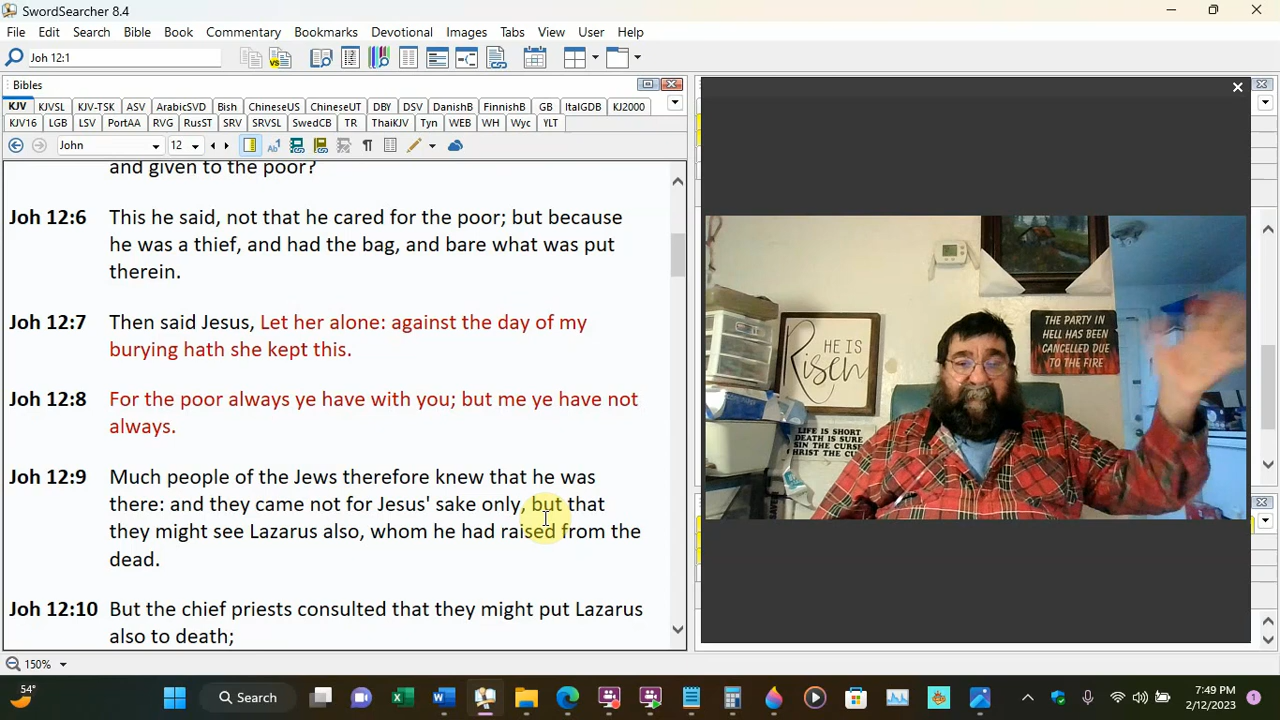 SwordSearcher 8.4
File Edit Search Bible Book Commentary Bookmarks Devotional Images Tabs View User Help
Joh 12:1
Bibles
KJV KJVSL KJV-TSK ASV ArabicSVD Bish ChineseUS ChineseUT DBY DSV DanishB FinnishB GB ItalGDB KJ2000
KJV16 LGB LSV PortAA RVG RusST SRV SRVSL SwedCB TR ThaiKJV Tyn WEB WH Wyc YLT
John 12
and given to the poor?
Joh 12:6 This he said, not that he cared for the poor; but because
he was a thief, and had the bag, and bare what was put
therein.
Joh 12:7 Then said Jesus, Let her alone: against the day of my
burying hath she kept this.
Joh 12:8 For the poor always ye have with you; but me ye have not
always.
Joh 12:9 Much people of the Jews therefore knew that he was
there: and they came not for Jesus' sake only, but that
they might see Lazarus also, whom he had raised from the
dead.
Joh 12:10 But the chief priests consulted that they might put Lazarus
also to death;
150%
HE IS
Risen
THE PARTY IN
HELL HAS BEEN
CANCELLED DUE
TO THE FIRE
LIFE IS SHORT
DEATH IS SURE
SIN THE CURSE
CHRIST THE CU
54°
Search
7:49 PM
2/12/2023
1